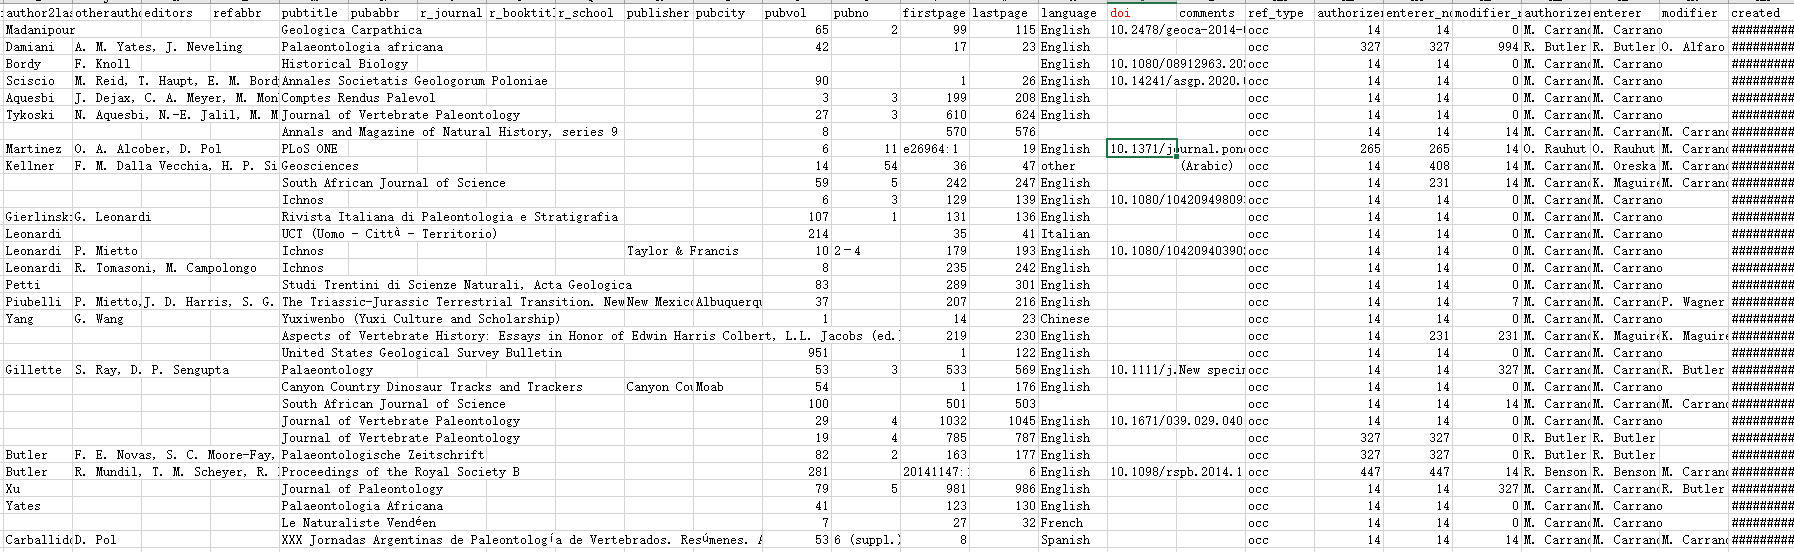 author2las otherauth editors refabbr pubtitle pubabbr r_journal r_booktit r_school publisher pubcity pubvol pubno firstpage lastpage language doi comments ref_type authorize enterer_n modifier_n authorize enterer modifier created
Madanipour Geologica Carpathica 65 2 99 115 English 10.2478/geoca-2014- occ 14 14 0 M. Carran M. Carrano ##########
Damiani A. M. Yates, J. Neveling Palaeontologia africana 42 17 23 English occ 327 327 994 R. Butler R. Butler O. Alfaro ##########
Bordy F. Knoll Historical Biology English 10.1080/08912963.20 occ 14 14 0 M. Carran M. Carrano ##########
Sciscio M. Reid, T. Haupt, E. M. Bord Annales Societatis Geologorum Poloniae 90 1 26 English 10.14241/asgp.2020. occ 14 14 0 M. Carran M. Carrano ##########
Aquesbi J. Dejax, C. A. Meyer, M. Mon Comptes Rendus Palevol 3 3 199 208 English occ 14 14 0 M. Carran M. Carrano ##########
Tykoski N. Aquesbi, N.-E. Jalil, M. M Journal of Vertebrate Paleontology 27 3 610 624 English occ 14 14 0 M. Carran M. Carrano ##########
Annals and Magazine of Natural History, series 9 8 570 576 occ 14 14 14 M. Carran M. Carran M. Carran ##########
Martinez O. A. Alcober, D. Pol PLoS ONE 6 11 e26964:1 19 English 10.1371/journal.pon occ 265 265 14 O. Rauhut O. Rauhut M. Carran ##########
Kellner F. M. Dalla Vecchia, H. P. Si Geosciences 14 54 36 47 other (Arabic) occ 14 408 14 M. Carran M. Oreska M. Carran ##########
South African Journal of Science 59 5 242 247 English occ 14 231 14 M. Carran K. Maguire M. Carran ##########
Ichnos 6 3 129 139 English 10.1080/10420949809 occ 14 14 0 M. Carran M. Carrano ##########
Gierlinsk G. Leonardi Rivista Italiana di Paleontologia e Stratigrafia 107 1 131 136 English occ 14 14 0 M. Carran M. Carrano ##########
Leonardi UCT (Uomo - Città - Territorio) 214 35 41 Italian occ 14 14 0 M. Carran M. Carrano ##########
Leonardi P. Mietto Ichnos Taylor & Francis 10 2-4 179 193 English 10.1080/10420940390 occ 14 14 0 M. Carran M. Carrano ##########
Leonardi R. Tomasoni, M. Campolongo Ichnos 8 235 242 English occ 14 14 0 M. Carran M. Carrano ##########
Petti Studi Trentini di Scienze Naturali, Acta Geologica 83 289 301 English occ 14 14 0 M. Carran M. Carrano ##########
Piubelli P. Mietto,J. D. Harris, S. G. The Triassic-Jurassic Terrestrial Transition. New New Mexico Albuquerqu 37 207 216 English occ 14 14 7 M. Carran M. Carran P. Wagner ##########
Yang G. Wang Yuxiwenbo (Yuxi Culture and Scholarship) 1 14 23 Chinese occ 14 14 0 M. Carran M. Carrano ##########
Aspects of Vertebrate History: Essays in Honor of Edwin Harris Colbert, L.L. Jacobs (ed.) 219 230 English occ 14 231 231 M. Carran K. Maguire K. Maguire ##########
United States Geological Survey Bulletin 951 1 122 English occ 14 14 0 M. Carran M. Carrano ##########
Gillette S. Ray, D. P. Sengupta Palaeontology 53 3 533 569 English 10.1111/j. New specim occ 14 14 327 M. Carran M. Carran R. Butler ##########
Canyon Country Dinosaur Tracks and Trackers Canyon Cou Moab 54 1 176 English occ 14 14 0 M. Carran M. Carrano ##########
South African Journal of Science 100 501 503 occ 14 14 14 M. Carran M. Carran M. Carran ##########
Journal of Vertebrate Paleontology 29 4 1032 1045 English 10.1671/039.029.040 occ 14 14 0 M. Carran M. Carrano ##########
Journal of Vertebrate Paleontology 19 4 785 787 English occ 327 327 0 R. Butler R. Butler ##########
Butler F. E. Novas, S. C. Moore-Fay, Palaeontologische Zeitschrift 82 2 163 177 English occ 327 327 0 R. Butler R. Butler ##########
Butler R. Mundil, T. M. Scheyer, R. Proceedings of the Royal Society B 281 20141147: 6 English 10.1098/rspb.2014.1 occ 447 447 14 R. Benson R. Benson M. Carran ##########
Xu Journal of Paleontology 79 5 981 986 English occ 14 14 327 M. Carran M. Carran R. Butler ##########
Yates Palaeontologia Africana 41 123 130 English occ 14 14 0 M. Carran M. Carrano ##########
Le Naturaliste Vendéen 7 27 32 French occ 14 14 0 M. Carran M. Carrano ##########
Carballido D. Pol XXX Jornadas Argentinas de Paleontología de Vertebrados. Resúmenes. A 53 6 (suppl.) 8 Spanish occ 14 14 0 M. Carran M. Carrano ##########